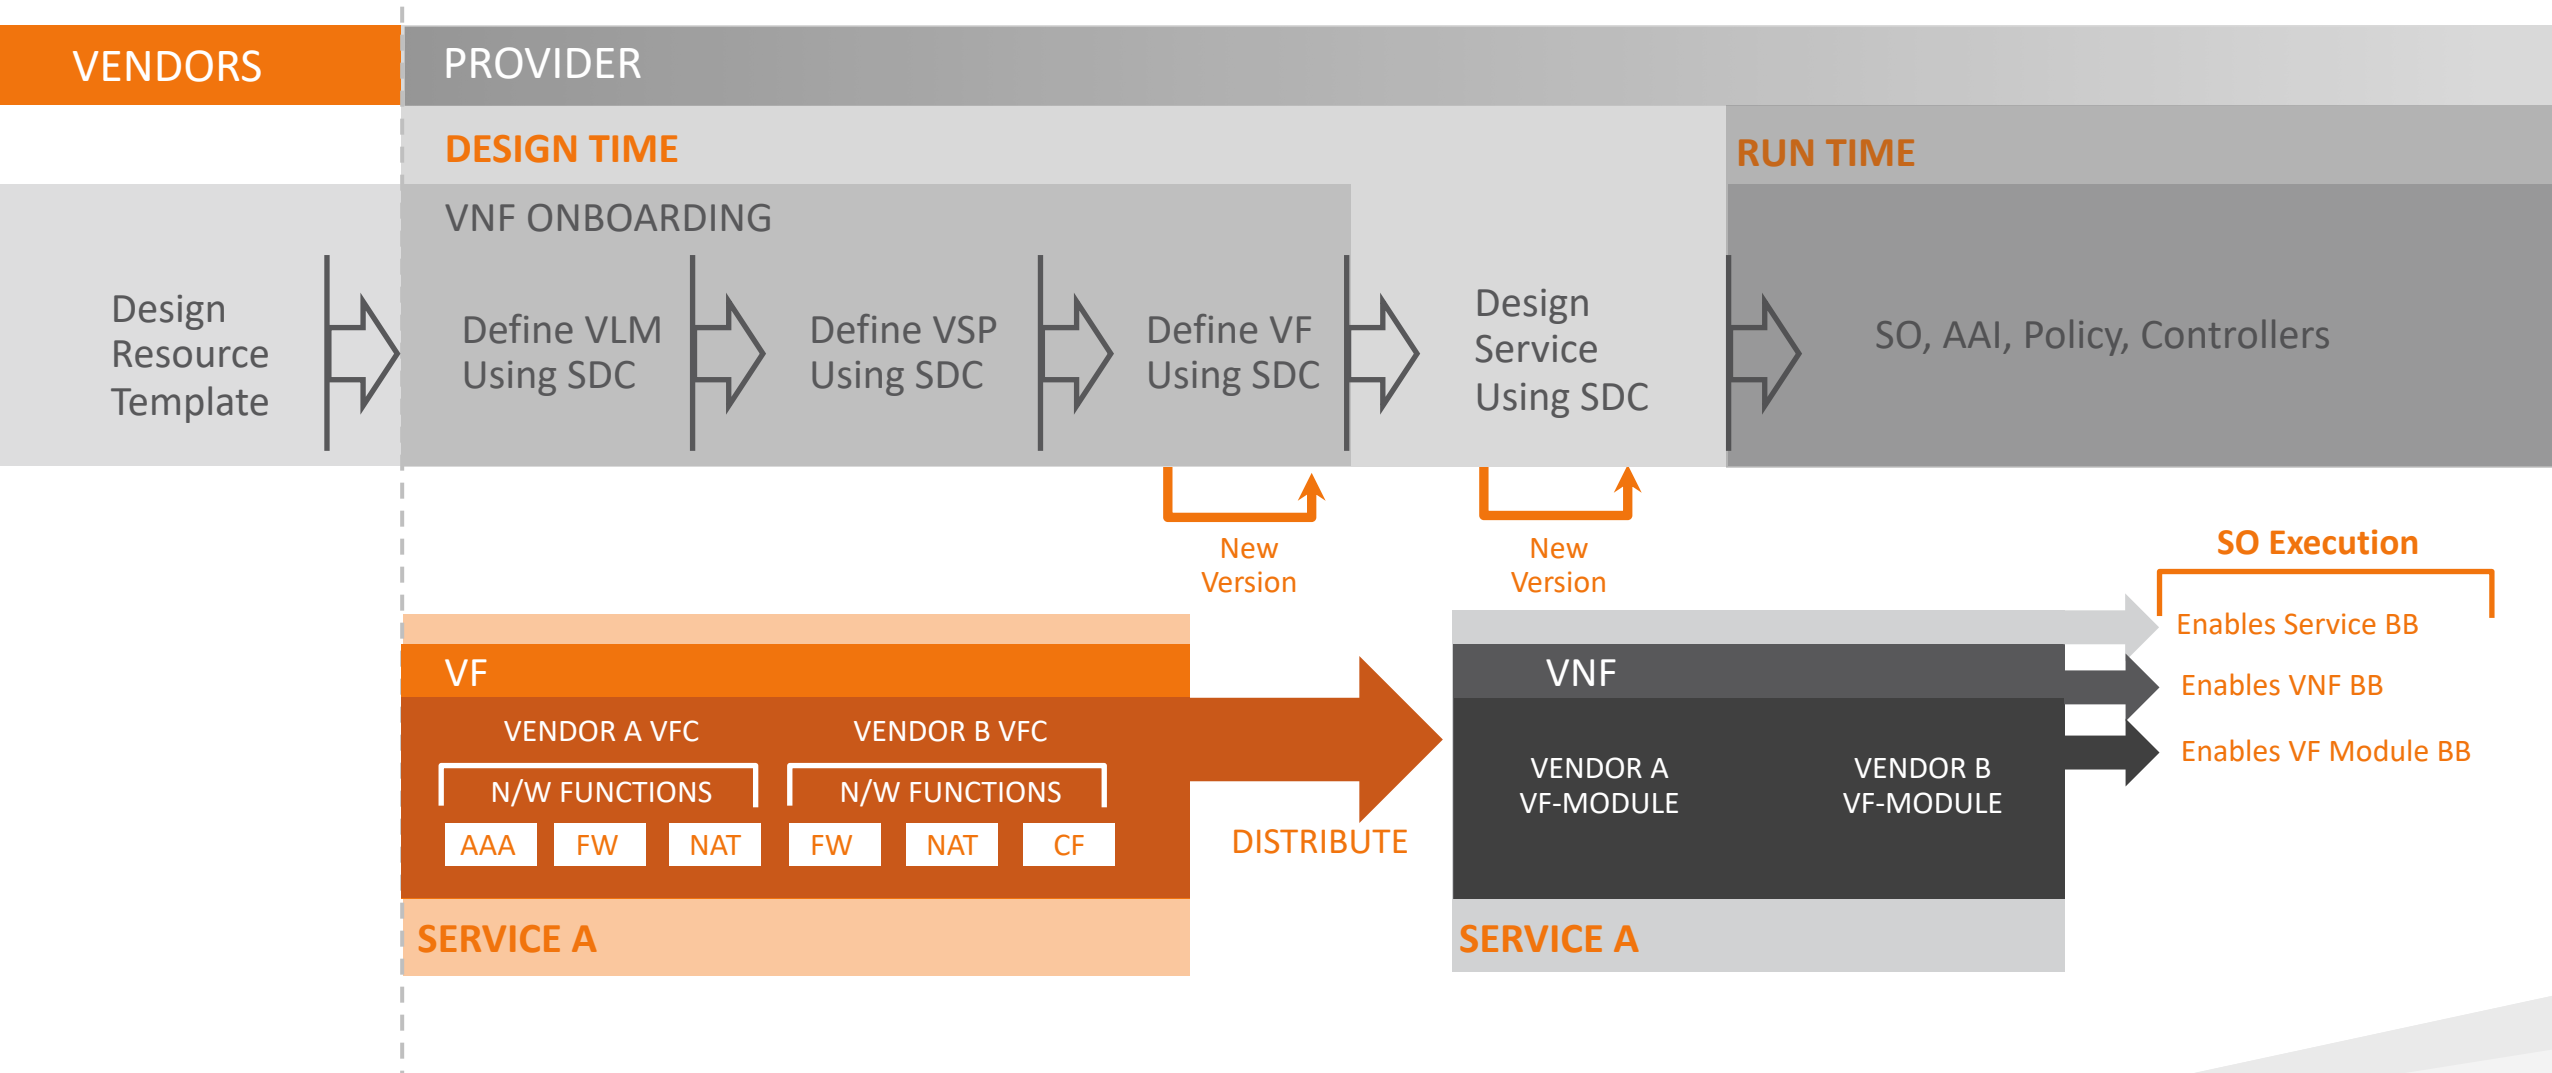 VENDORS
PROVIDER
DESIGN TIME
RUN TIME
VNF ONBOARDING
Design
Resource
Template
Define VLM
Using SDC
Define VSP
Using SDC
Define VF
Using SDC
Design
Service
Using SDC
SO, AAI, Policy, Controllers
New
Version
New
Version
SO Execution
Enables Service BB
Enables VNF BB
Enables VF Module BB
VF
VENDOR A VFC
VENDOR B VFC
N/W FUNCTIONS
N/W FUNCTIONS
AAA
FW
NAT
FW
NAT
CF
SERVICE A
DISTRIBUTE
VNF
VENDOR A
VF-MODULE
VENDOR B
VF-MODULE
SERVICE A